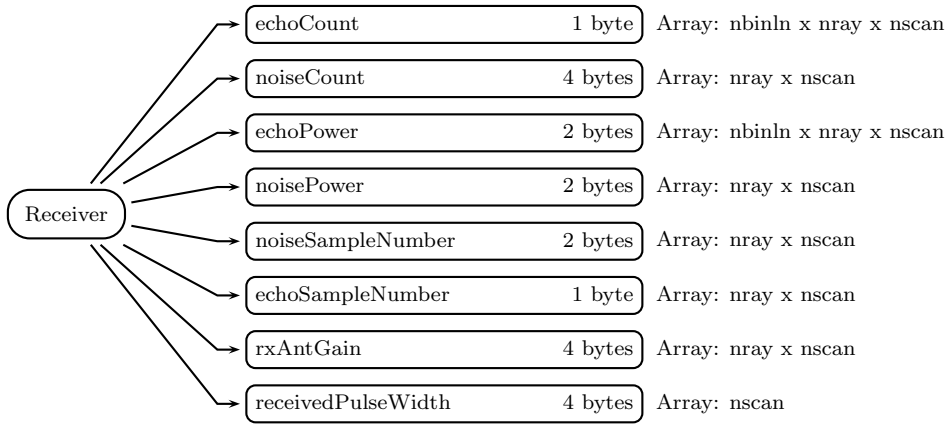 echoCount 1 byte Array: nbinln x nray x nscan
noiseCount 4 bytes Array: nray x nscan
echoPower 2 bytes Array: nbinln x nray x nscan
noisePower 2 bytes Array: nray x nscan
Receiver
noiseSampleNumber 2 bytes Array: nray x nscan
echoSampleNumber 1 byte Array: nray x nscan
rxAntGain 4 bytes Array: nray x nscan
receivedPulseWidth 4 bytes Array: nscan